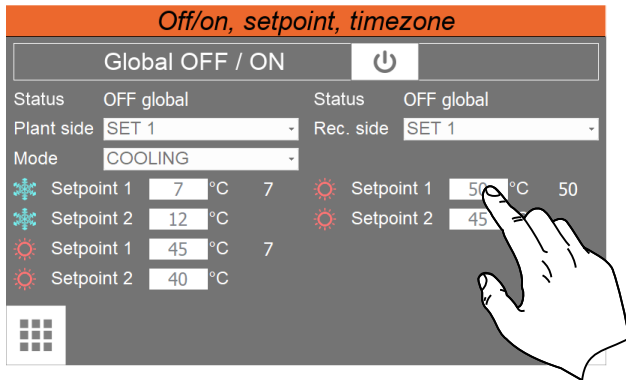 Off/on, setpoint, timezone
Global OFF / ON
Status OFF global Status OFF global
Plant side SET 1 Rec. side SET 1
Mode COOLING
Setpoint 1 7 °C 7 Setpoint 1 50 °C 50
Setpoint 2 12 °C Setpoint 2 45
Setpoint 1 45 °C 7
Setpoint 2 40 °C